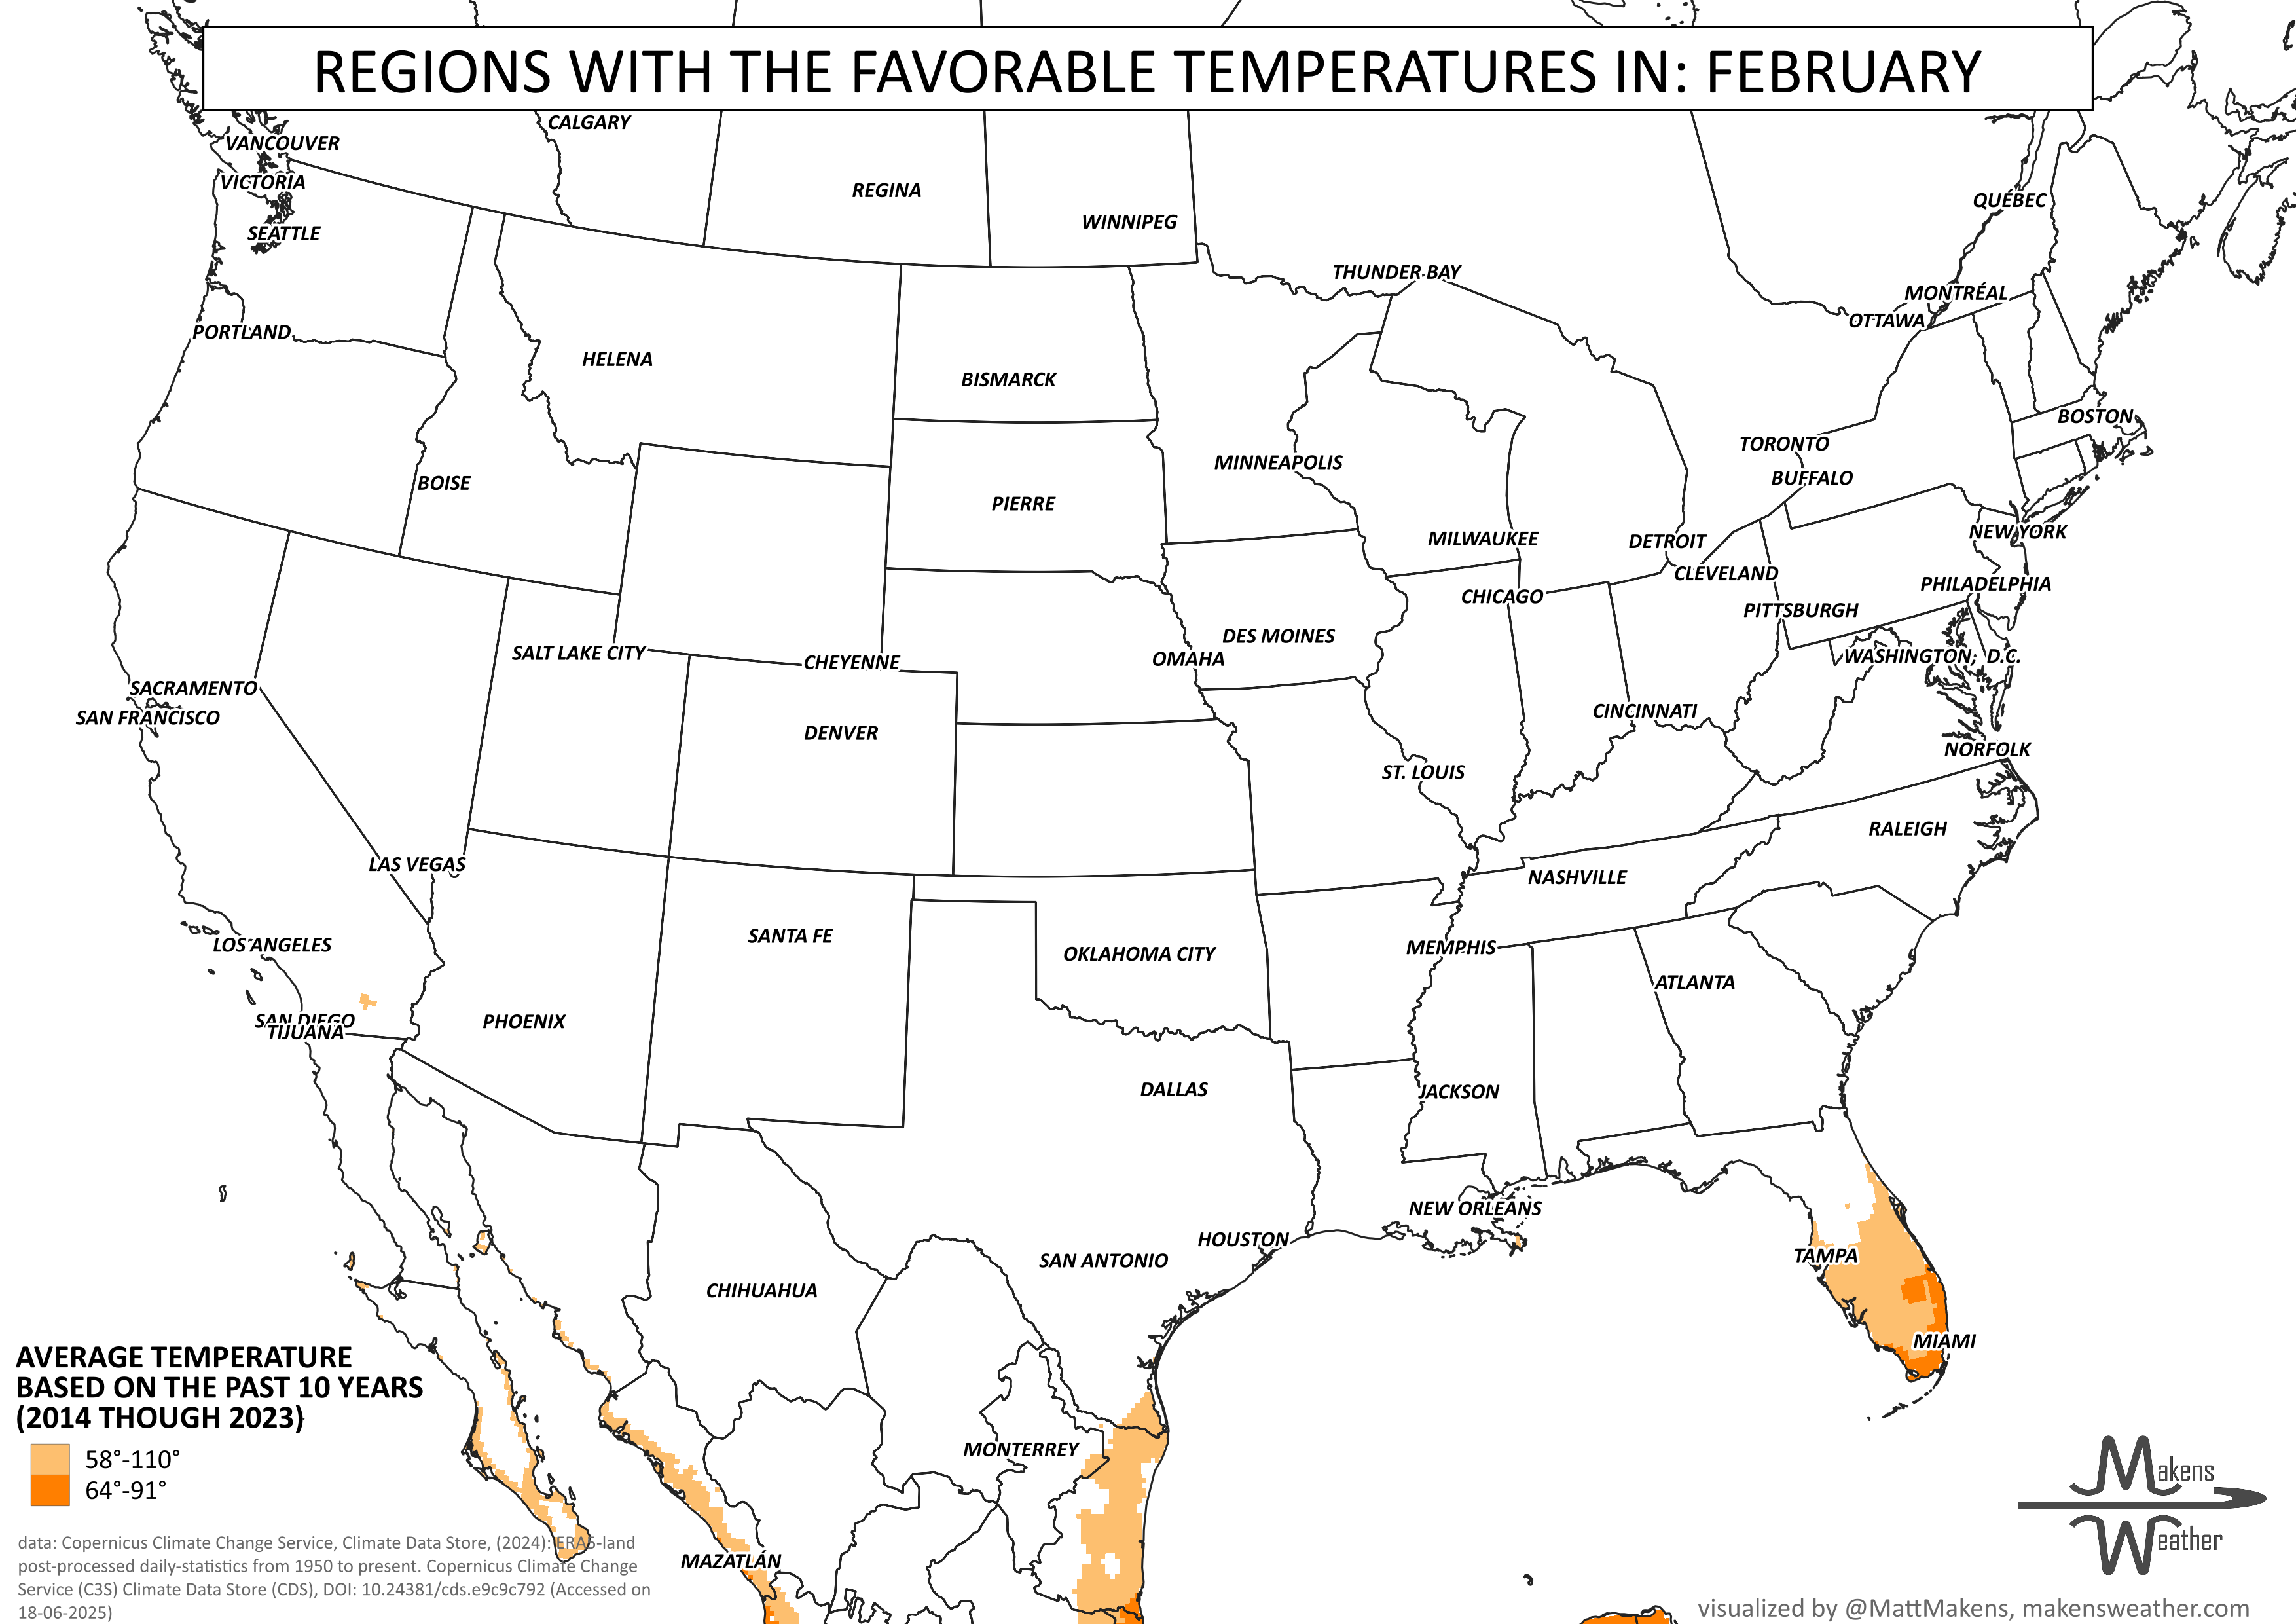 REGIONS WITH THE FAVORABLE TEMPERATURES IN: FEBRUARY
CALGARY
VANCOUVER
VICTORIA
REGINA
QUÉBEC
WINNIPEG
SEATTLE
THUNDER BAY
MONTRÉAL
OTTAWA
PORTLAND
HELENA
BISMARCK
BOSTON
TORONTO
MINNEAPOLIS
BUFFALO
BOISE
PIERRE
NEW YORK
MILWAUKEE
DETROIT
CLEVELAND
PHILADELPHIA
CHICAGO
PITTSBURGH
DES MOINES
SALT LAKE CITY
OMAHA
WASHINGTON, D.C.
CHEYENNE
SACRAMENTO
CINCINNATI
SAN FRANCISCO
DENVER
NORFOLK
ST. LOUIS
RALEIGH
LAS VEGAS
NASHVILLE
SANTA FE
LOS ANGELES
MEMPHIS
OKLAHOMA CITY
ATLANTA
SAN DIEGO
PHOENIX
TIJUANA
DALLAS
JACKSON
NEW ORLEANS
HOUSTON
TAMPA
SAN ANTONIO
CHIHUAHUA
MIAMI
AVERAGE TEMPERATURE
BASED ON THE PAST 10 YEARS
(2014 THOUGH 2023)
MONTERREY
58°-110°
64°-91°
Makens
Weather
data: Copernicus Climate Change Service, Climate Data Store, (2024): ERA5-land
post-processed daily-statistics from 1950 to present. Copernicus Climate Change
Service (C3S) Climate Data Store (CDS), DOI: 10.24381/cds.e9c9c792 (Accessed on
18-06-2025)
MAZATLÁN
visualized by @MattMakens, makensweather.com